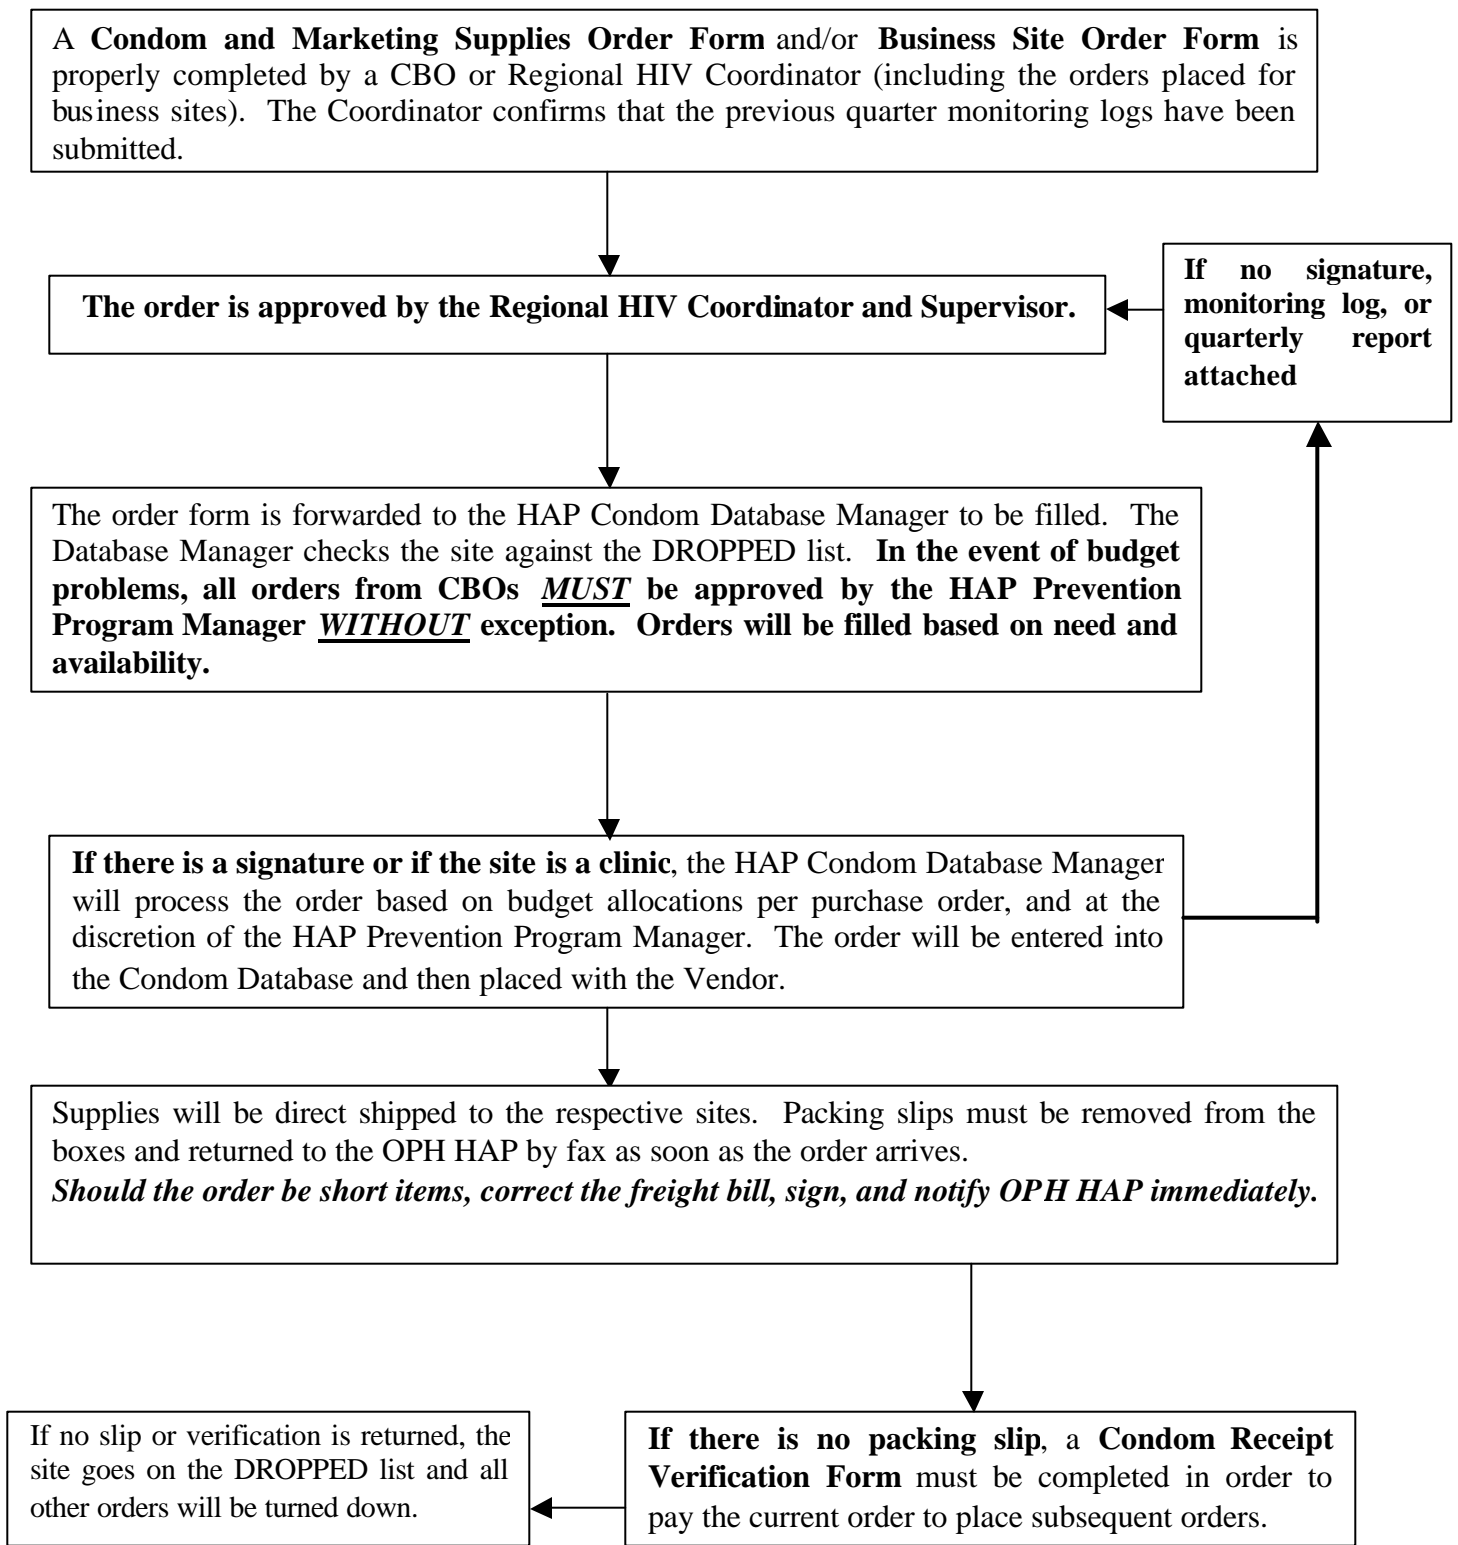 A Condom and Marketing Supplies Order Form and/or Business Site Order Form is
properly completed by a CBO or Regional HIV Coordinator (including the orders placed for
business sites). The Coordinator confirms that the previous quarter monitoring logs have been
submitted.
If no signature,
monitoring log, or
quarterly report
attached
The order is approved by the Regional HIV Coordinator and Supervisor.
The order form is forwarded to the HAP Condom Database Manager to be filled. The
Database Manager checks the site against the DROPPED list. In the event of budget
problems, all orders from CBOs MUST be approved by the HAP Prevention
Program Manager WITHOUT exception. Orders will be filled based on need and
availability.
If there is a signature or if the site is a clinic, the HAP Condom Database Manager
will process the order based on budget allocations per purchase order, and at the
discretion of the HAP Prevention Program Manager. The order will be entered into
the Condom Database and then placed with the Vendor.
Supplies will be direct shipped to the respective sites. Packing slips must be removed from the
boxes and returned to the OPH HAP by fax as soon as the order arrives.
Should the order be short items, correct the freight bill, sign, and notify OPH HAP immediately.
If there is no packing slip, a Condom Receipt
Verification Form must be completed in order to
pay the current order to place subsequent orders.
If no slip or verification is returned, the
site goes on the DROPPED list and all
other orders will be turned down.